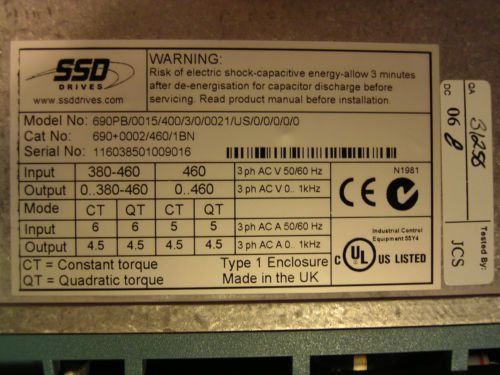 SSD
DRIVES
www.ssddrives.com
WARNING:
Risk of electric shock-capacitive energy-allow 3 minutes
after de-energisation for capacitor discharge before
servicing. Read product manual before installation.
Model No: 690PB/0015/400/3/0/0021/US/0/0/0/0/0
Cat No: 690+0002/460/1BN
Serial No: 116038501009016
Input 380-460 460 3 ph AC V 50/60 Hz
Output 0..380-460 0..460 3 ph AC V 0.. 1kHz
Mode CT QT CT QT
Input 6 6 5 5 3 ph AC A 50/60 Hz
Output 4.5 4.5 4.5 4.5 3 ph AC A 0.. 1kHz
CT = Constant torque Type 1 Enclosure
QT = Quadratic torque Made in the UK
CE
N1981
Industrial Control
Equipment 55Y4
C UL US LISTED
QA
DC 06
Tested By:
JCS